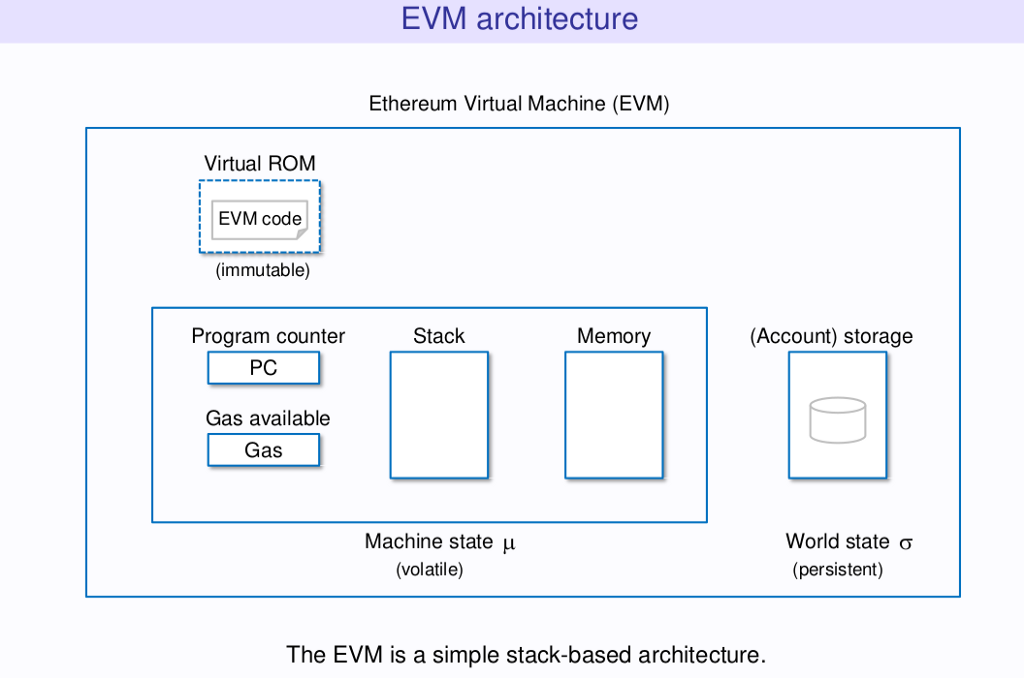 EVM architecture
Ethereum Virtual Machine (EVM)
Virtual ROM
EVM code
(immutable)
Program counter
PC
Gas available
Gas
Stack
Memory
(Account) storage
Machine state μ
(volatile)
World state σ
(persistent)
The EVM is a simple stack-based architecture.